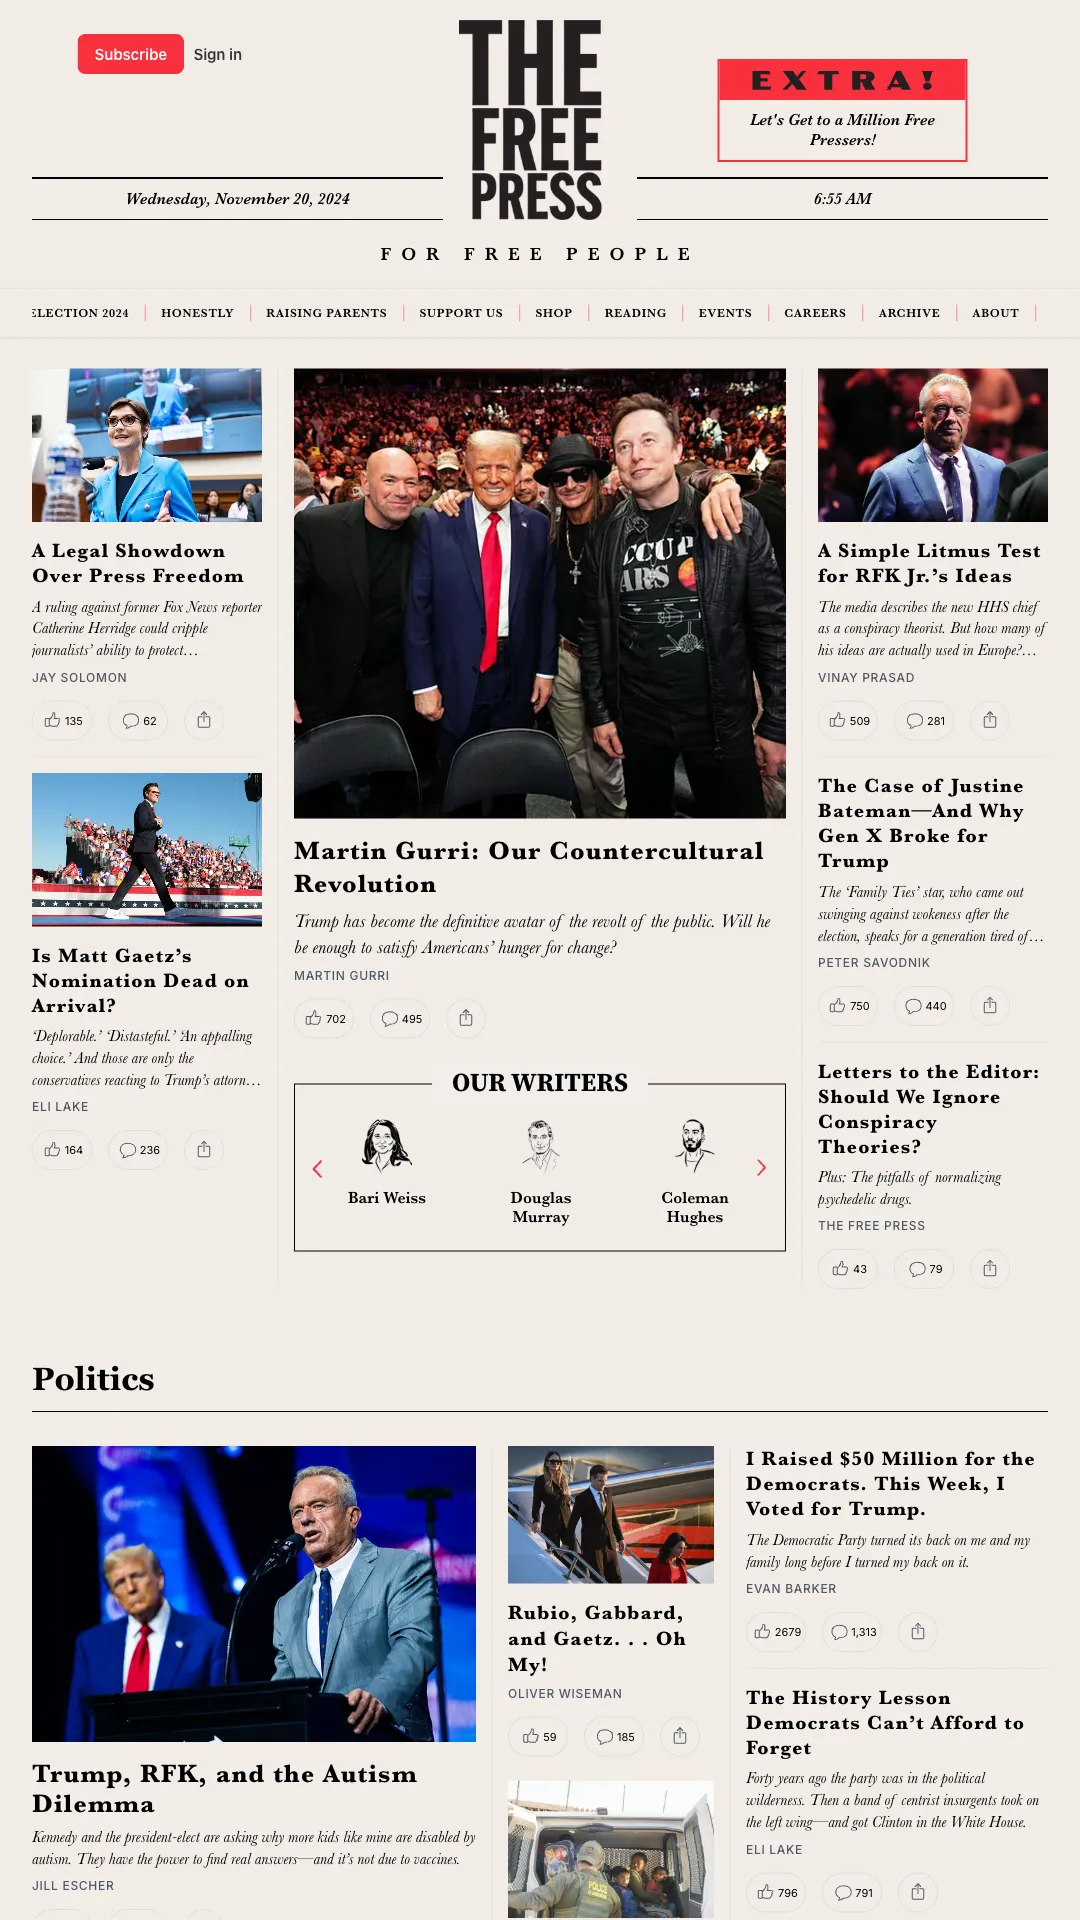 Subscribe
Sign in
THE
FREE
PRESS
EXTRA!
Let's Get to a Million Free
Pressers!
Wednesday, November 20, 2024
6:55 AM
FOR FREE PEOPLE
ELECTION 2024
HONESTLY
RAISING PARENTS
SUPPORT US
SHOP
READING
EVENTS
CAREERS
ARCHIVE
ABOUT
A Legal Showdown
Over Press Freedom
A ruling against former Fox News reporter
Catherine Herridge could cripple
journalists’ ability to protect…
JAY SOLOMON
135
62
Is Matt Gaetz’s
Nomination Dead on
Arrival?
‘Deplorable.’ ‘Distasteful.’ ‘An appalling
choice.’ And those are only the
conservatives reacting to Trump’s attorn…
ELI LAKE
164
236
CCUP
ARS
Martin Gurri: Our Countercultural
Revolution
Trump has become the definitive avatar of the revolt of the public. Will he
be enough to satisfy Americans’ hunger for change?
MARTIN GURRI
702
495
OUR WRITERS
Bari Weiss
Douglas
Murray
Coleman
Hughes
A Simple Litmus Test
for RFK Jr.’s Ideas
The media describes the new HHS chief
as a conspiracy theorist. But how many of
his ideas are actually used in Europe?…
VINAY PRASAD
509
281
The Case of Justine
Bateman—And Why
Gen X Broke for
Trump
The ‘Family Ties’ star, who came out
swinging against wokeness after the
election, speaks for a generation tired of…
PETER SAVODNIK
750
440
Letters to the Editor:
Should We Ignore
Conspiracy
Theories?
Plus: The pitfalls of normalizing
psychedelic drugs.
THE FREE PRESS
43
79
Politics
Trump, RFK, and the Autism
Dilemma
Kennedy and the president-elect are asking why more kids like mine are disabled by
autism. They have the power to find real answers—and it’s not due to vaccines.
JILL ESCHER
Rubio, Gabbard,
and Gaetz. . . Oh
My!
OLIVER WISEMAN
59
185
POLICE
I Raised $50 Million for the
Democrats. This Week, I
Voted for Trump.
The Democratic Party turned its back on me and my
family long before I turned my back on it.
EVAN BARKER
2679
1,313
The History Lesson
Democrats Can’t Afford to
Forget
Forty years ago the party was in the political
wilderness. Then a band of centrist insurgents took on
the left wing—and got Clinton in the White House.
ELI LAKE
796
791